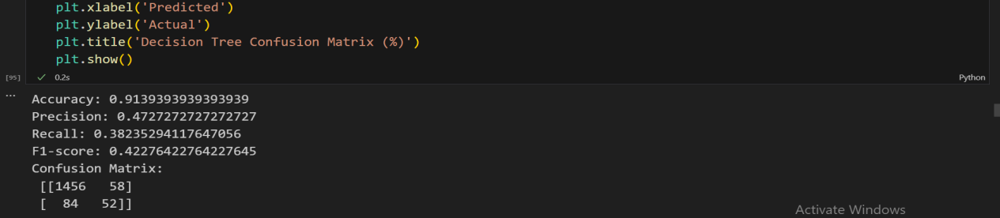 plt.xlabel('Predicted')
plt.ylabel('Actual')
plt.title('Decision Tree Confusion Matrix (%)')
plt.show()
[95] ✓ 0.2s Python
...
Accuracy: 0.9139393939393939
Precision: 0.4727272727272727
Recall: 0.38235294117647056
F1-score: 0.42276422764227645
Confusion Matrix:
[[1456 58]
[ 84 52]]
Activate Windows